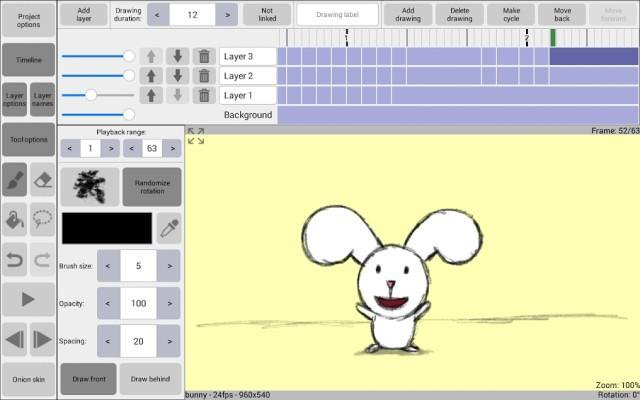 Project
options
Add
layer
Drawing
duration:
<
12
>
Not
linked
Drawing label
Add
drawing
Delete
drawing
Make
cycle
Move
back
Move
forward
Timeline
1
2
Layer 3
Layer 2
Layer 1
Background
Layer
options
Layer
names
Tool options
Playback range:
< 1 >
< 63 >
Frame: 52/63
Randomize
rotation
Brush size:
< 5 >
Opacity:
< 100 >
Spacing:
< 20 >
Onion skin
Draw front
Draw behind
Zoom: 100%
bunny - 24fps - 960x540
Rotation: 0°